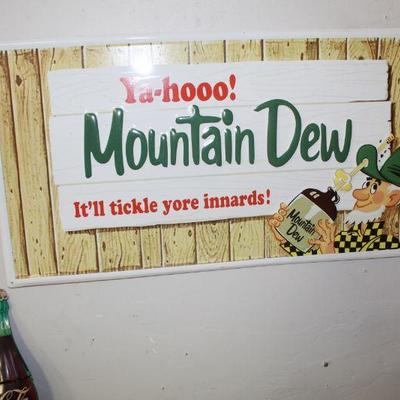 Ya-hooo!
Mountain Dew
It'll tickle yore innards!
Mountain
Dew